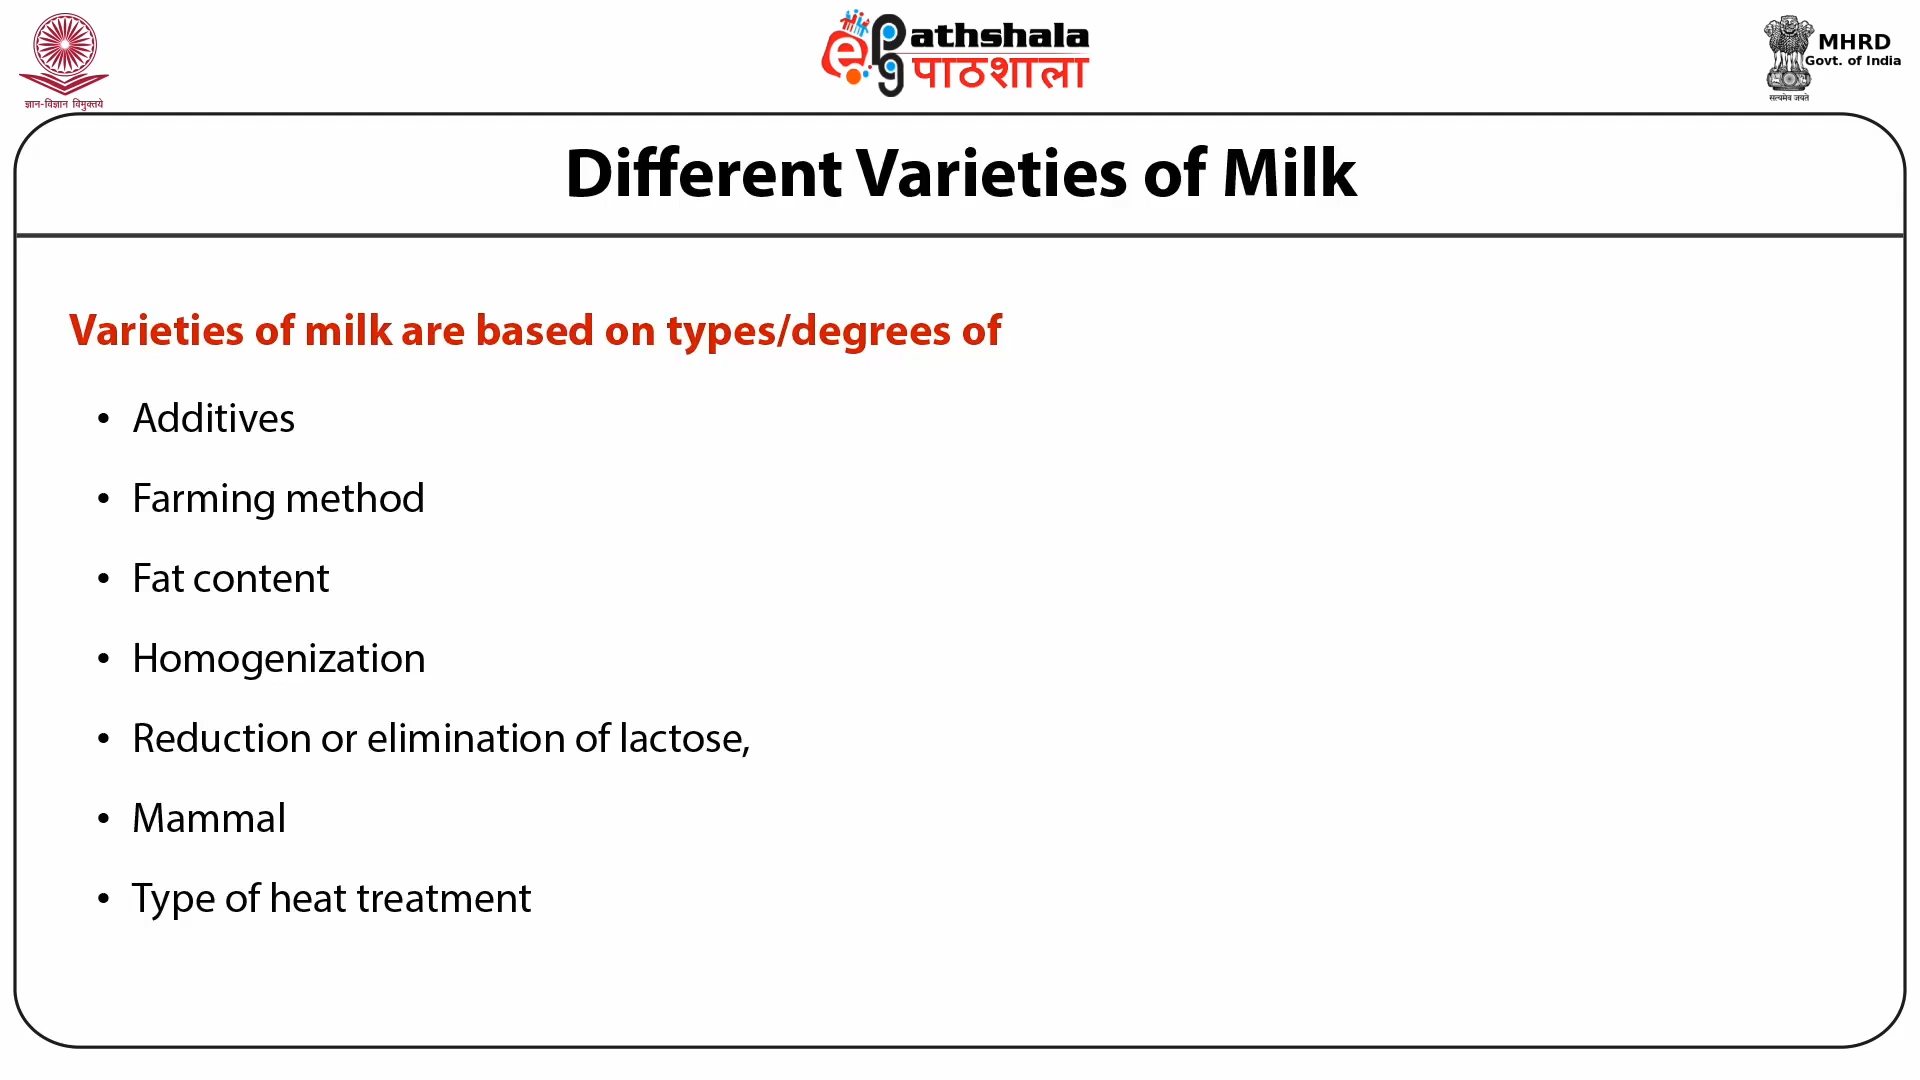 ज्ञान-विज्ञान विमुक्तये
ePathshala
पाठशाला
MHRD
Govt. of India
सत्यमेव जयते
Different Varieties of Milk
Varieties of milk are based on types/degrees of
• Additives
• Farming method
• Fat content
• Homogenization
• Reduction or elimination of lactose,
• Mammal
• Type of heat treatment